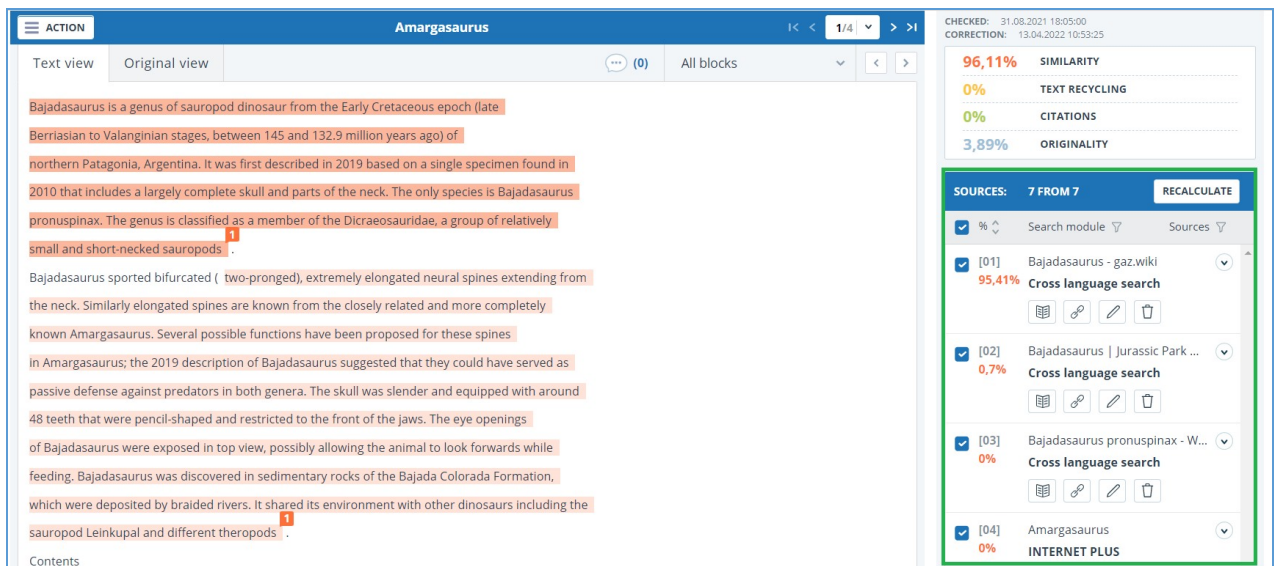 ACTION
Amargasaurus
1/4
CHECKED: 31.08.2021 18:05:00
CORRECTION: 13.04.2022 10:53:25
Text view Original view (0) All blocks
96,11% SIMILARITY
0% TEXT RECYCLING
0% CITATIONS
3,89% ORIGINALITY
Bajadasaurus is a genus of sauropod dinosaur from the Early Cretaceous epoch (late
Berriasian to Valanginian stages, between 145 and 132.9 million years ago) of
northern Patagonia, Argentina. It was first described in 2019 based on a single specimen found in
2010 that includes a largely complete skull and parts of the neck. The only species is Bajadasaurus
pronuspinax. The genus is classified as a member of the Dicraeosauridae, a group of relatively
1
small and short-necked sauropods .
Bajadasaurus sported bifurcated ( two-pronged), extremely elongated neural spines extending from
the neck. Similarly elongated spines are known from the closely related and more completely
known Amargasaurus. Several possible functions have been proposed for these spines
in Amargasaurus; the 2019 description of Bajadasaurus suggested that they could have served as
passive defense against predators in both genera. The skull was slender and equipped with around
48 teeth that were pencil-shaped and restricted to the front of the jaws. The eye openings
of Bajadasaurus were exposed in top view, possibly allowing the animal to look forwards while
feeding. Bajadasaurus was discovered in sedimentary rocks of the Bajada Colorada Formation,
which were deposited by braided rivers. It shared its environment with other dinosaurs including the
1
sauropod Leinkupal and different theropods .
Contents
SOURCES: 7 FROM 7 RECALCULATE
% Search module Sources
[01] Bajadasaurus - gaz.wiki
95,41% Cross language search
[02] Bajadasaurus | Jurassic Park ...
0,7% Cross language search
[03] Bajadasaurus pronuspinax - W...
0% Cross language search
[04] Amargasaurus
0% INTERNET PLUS